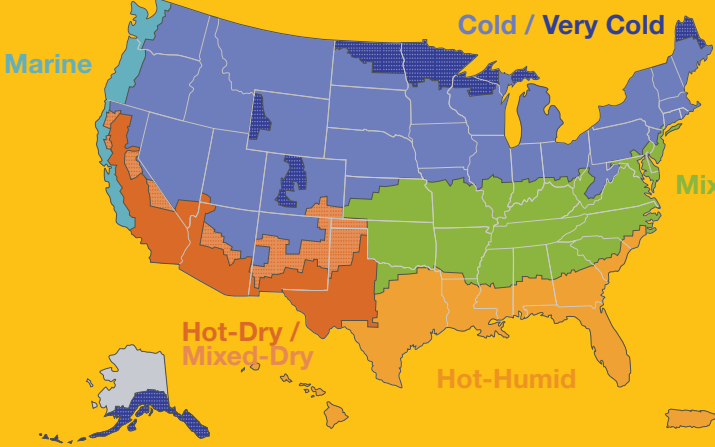 Cold / Very Cold
Marine
Hot-Dry /
Mixed-Dry
Hot-Humid